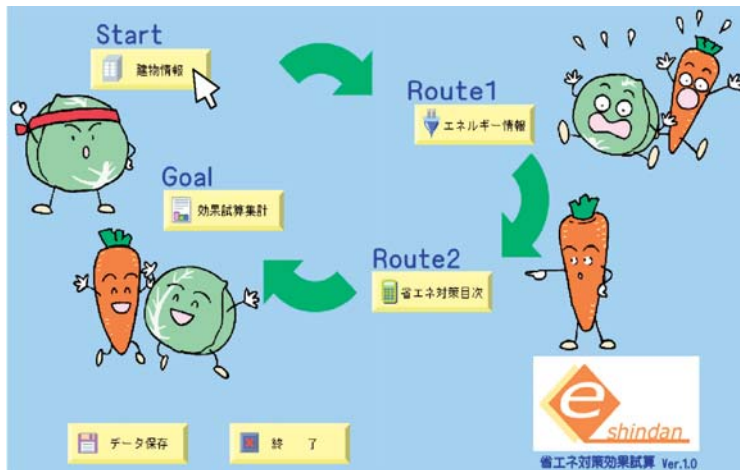 Start
建物情報
Route1
エネルギー情報
Goal
効果試算集計
Route2
省エネ対策目次
データ保存
終 了
e
shindan
省エネ対策効果試算 Ver.1.0